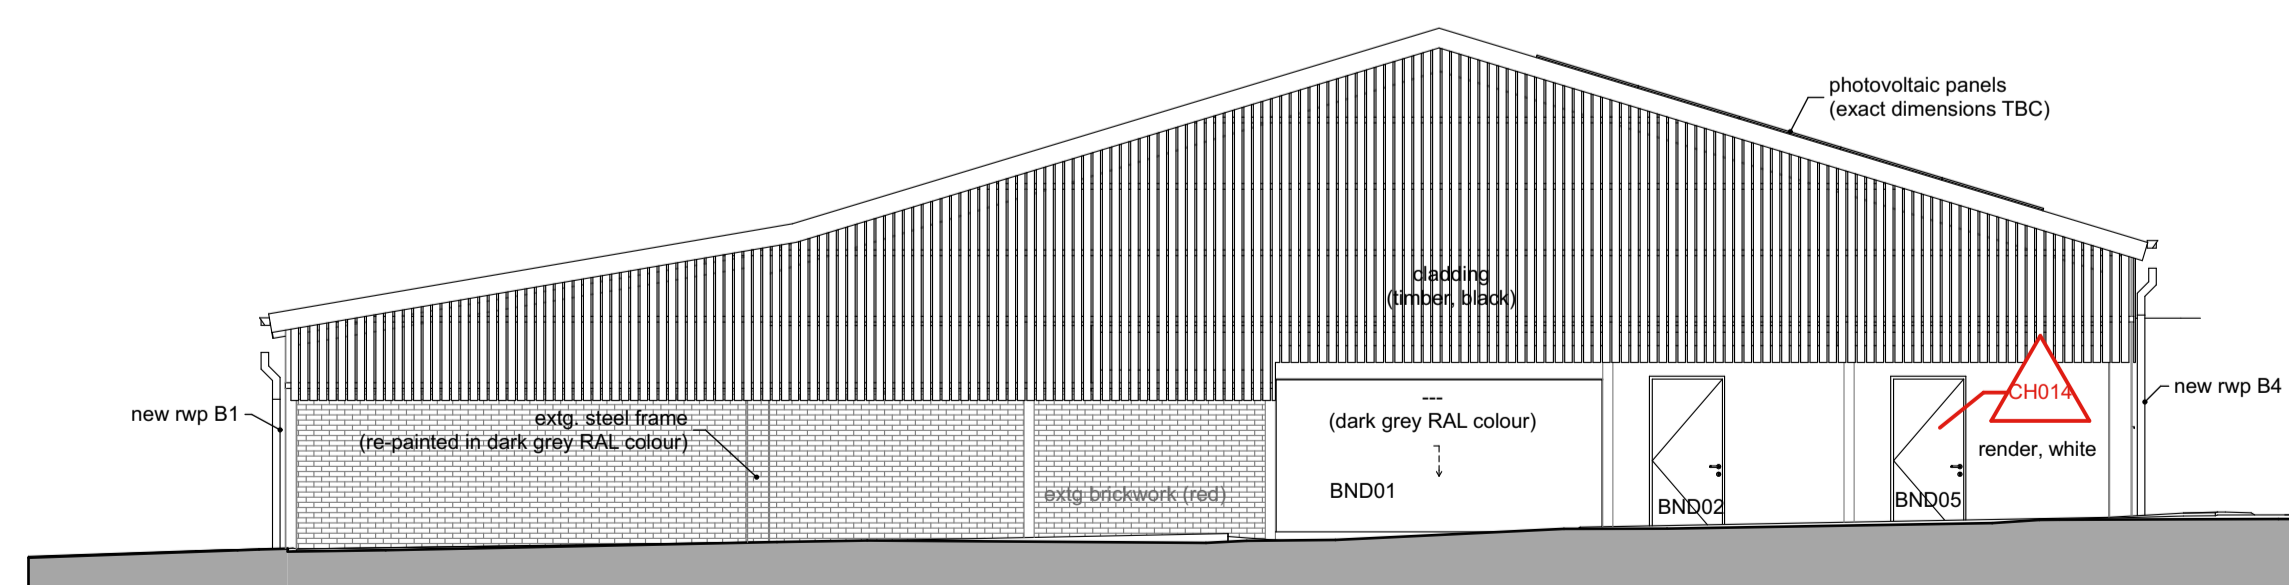 photovoltaic panels
(exact dimensions TBC)
cladding
(timber, black)
new rwp B1
extg. steel frame
(re-painted in dark grey RAL colour)
extg brickwork (red)
---
(dark grey RAL colour)
BND01
BND02
BND05
CH014
render, white
new rwp B4